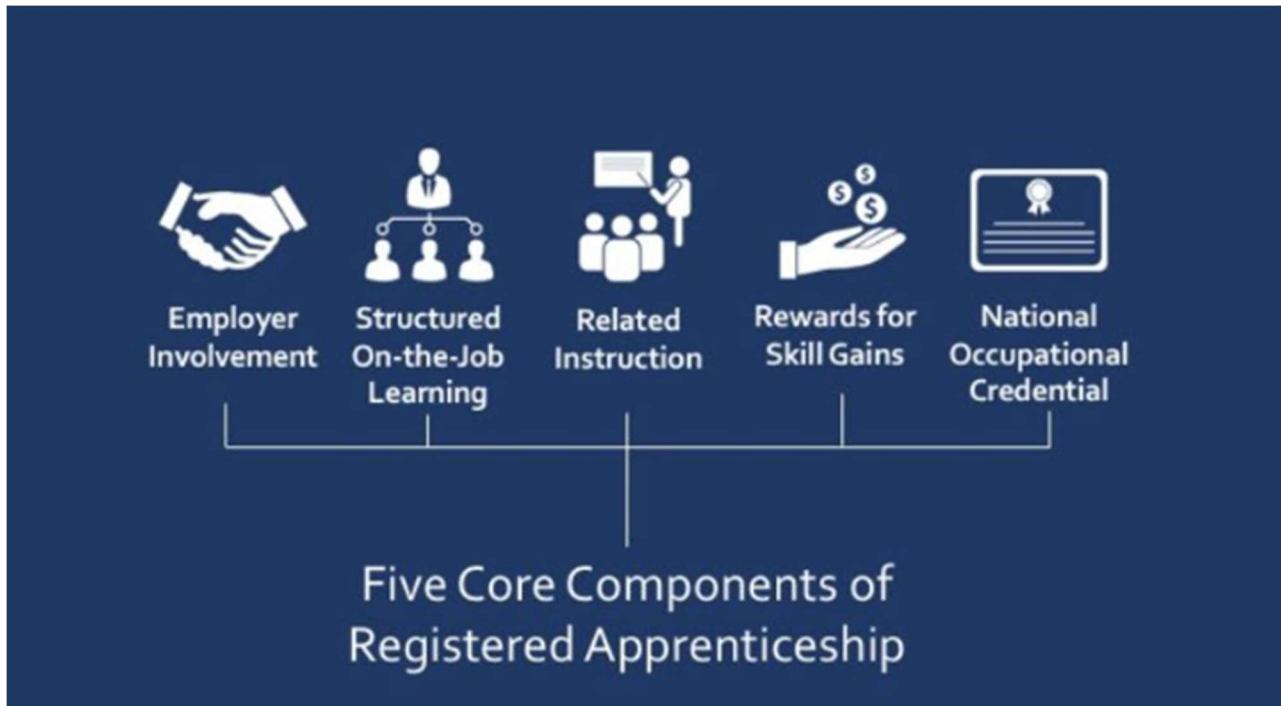 Employer
Involvement
Structured
On-the-Job
Learning
Related
Instruction
Rewards for
Skill Gains
National
Occupational
Credential
Five Core Components of
Registered Apprenticeship